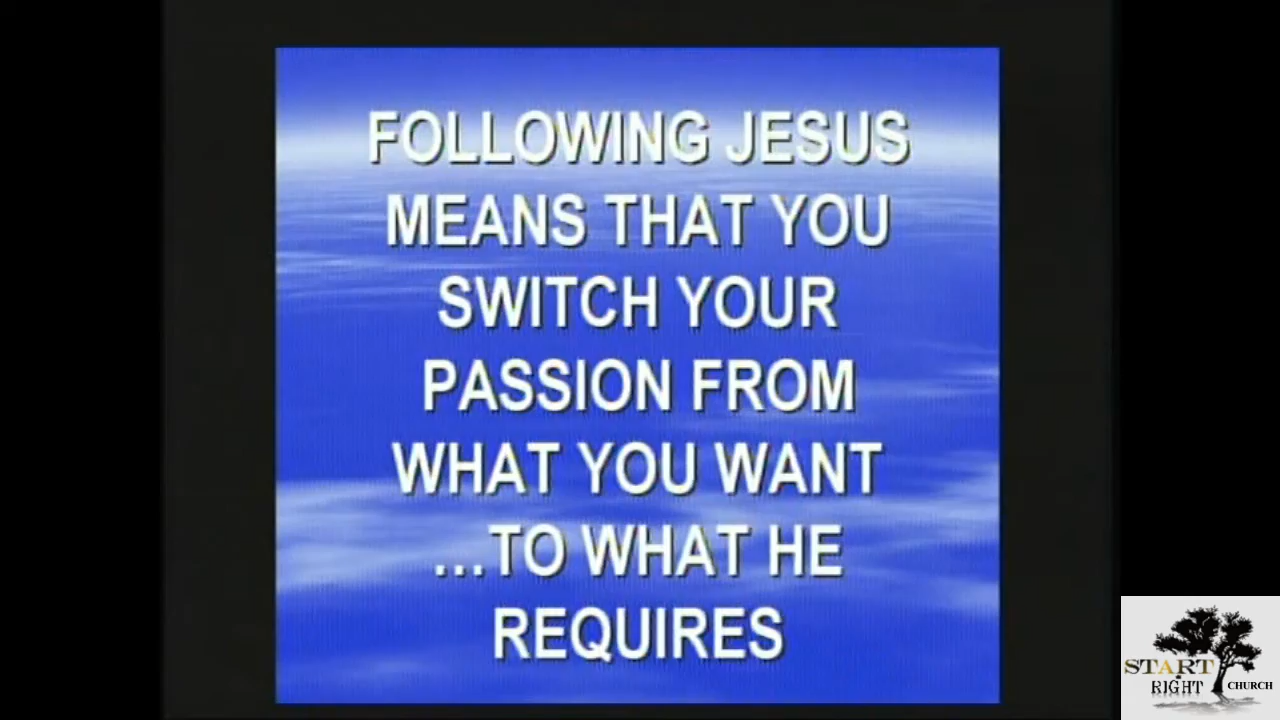 FOLLOWING JESUS
MEANS THAT YOU
SWITCH YOUR
PASSION FROM
WHAT YOU WANT
...TO WHAT HE
REQUIRES
START
RIGHT CHURCH